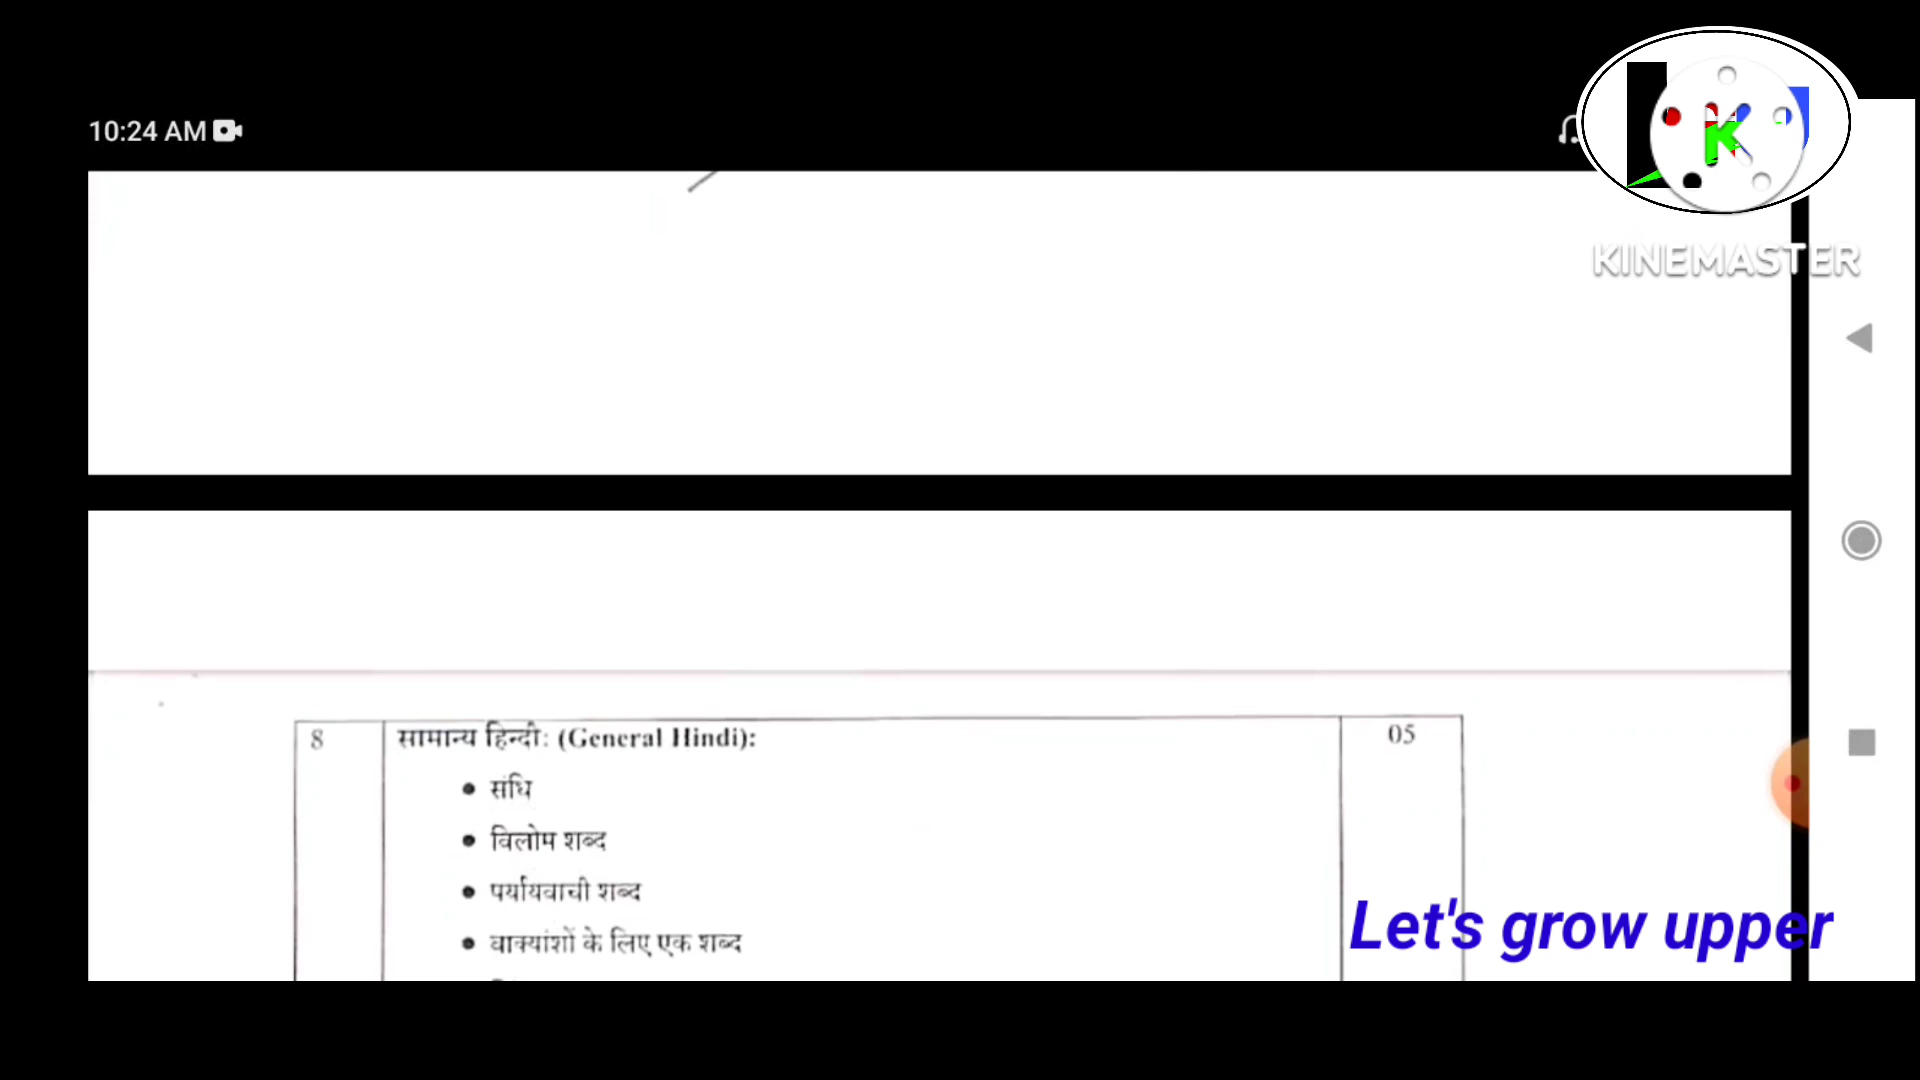 10:24 AM
KINEMASTER
8 सामान्य हिन्दी: (General Hindi): 05
• संधि
• विलोम शब्द
• पर्यायवाची शब्द
• वाक्यांशों के लिए एक शब्द
Let's grow upper